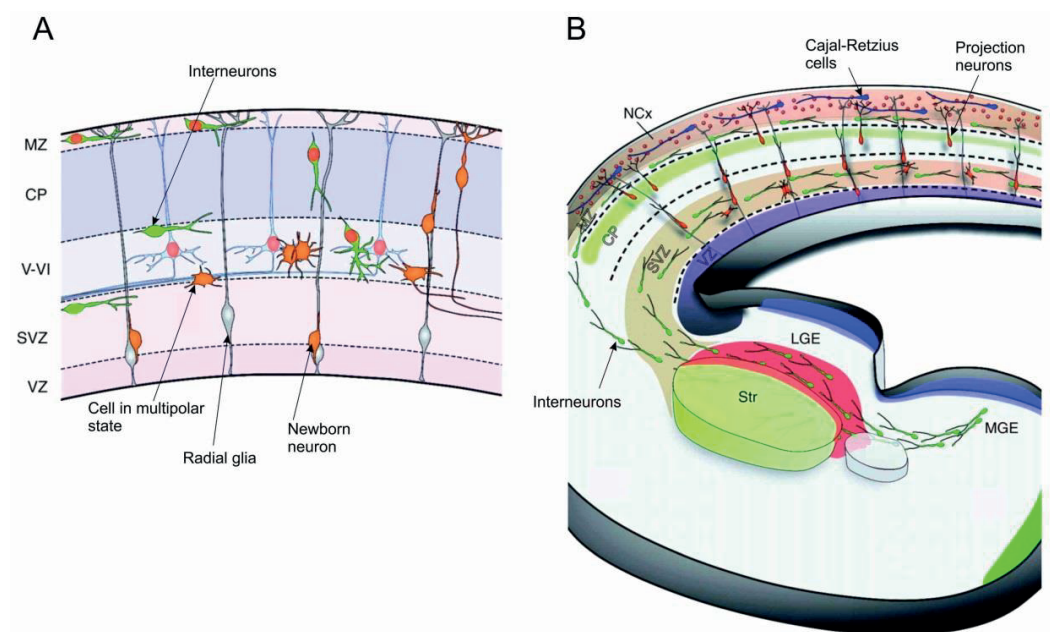 A
Interneurons
MZ
CP
V-VI
SVZ
VZ
Cell in multipolar
state
Radial glia
Newborn
neuron
B
Cajal-Retzius
cells
Projection
neurons
NCx
MZ
CP
SVZ
VZ
LGE
Str
Interneurons
MGE